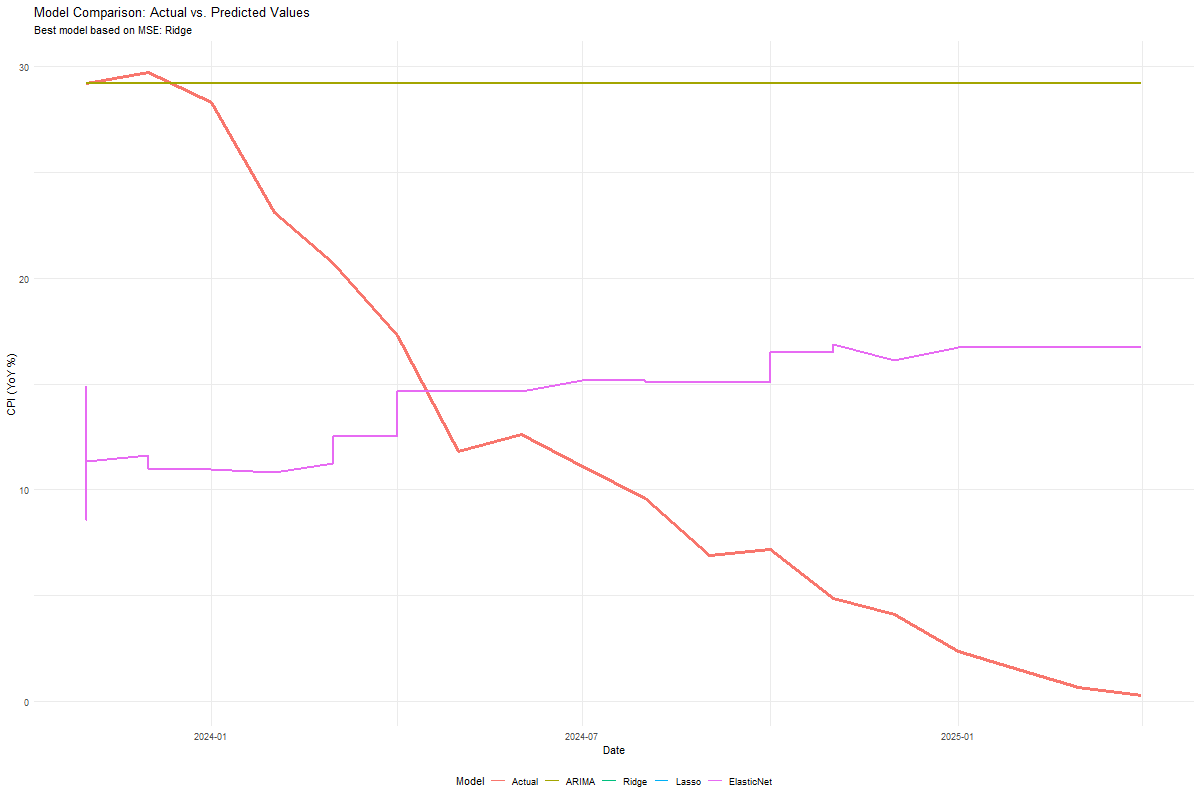 Model Comparison: Actual vs. Predicted Values
Best model based on MSE: Ridge
30
20
10
0
CPI (YoY %)
2024-01
2024-07
2025-01
Date
Model
Actual
ARIMA
Ridge
Lasso
ElasticNet